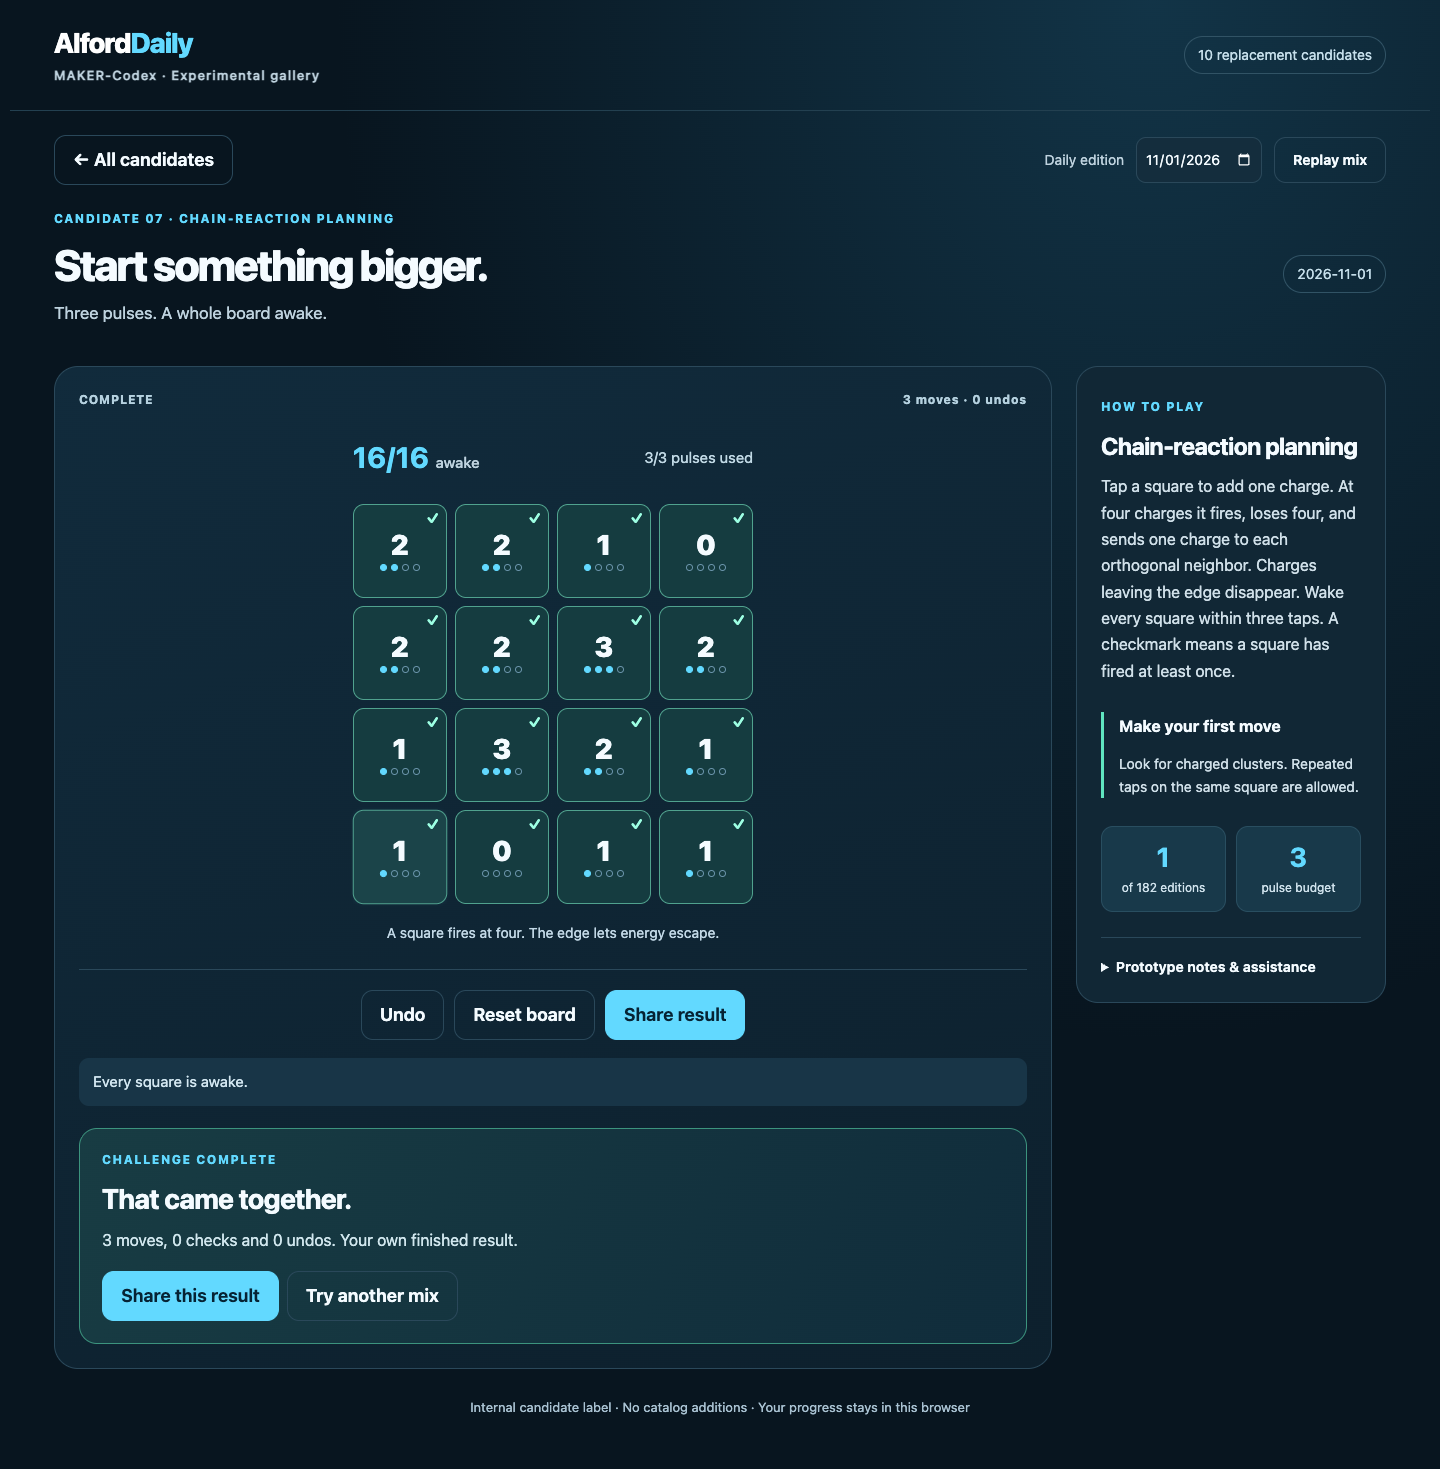 AlfordDaily
MAKER-Codex · Experimental gallery
10 replacement candidates
← All candidates
Daily edition
11/01/2026
Replay mix
CANDIDATE 07 · CHAIN-REACTION PLANNING
Start something bigger.
2026-11-01
Three pulses. A whole board awake.
COMPLETE
3 moves · 0 undos
16/16 awake
3/3 pulses used
2 2 1 0
2 2 3 2
1 3 2 1
1 0 1 1
A square fires at four. The edge lets energy escape.
Undo
Reset board
Share result
Every square is awake.
CHALLENGE COMPLETE
That came together.
3 moves, 0 checks and 0 undos. Your own finished result.
Share this result
Try another mix
HOW TO PLAY
Chain-reaction planning
Tap a square to add one charge. At
four charges it fires, loses four, and
sends one charge to each
orthogonal neighbor. Charges
leaving the edge disappear. Wake
every square within three taps. A
checkmark means a square has
fired at least once.
Make your first move
Look for charged clusters. Repeated
taps on the same square are allowed.
1
of 182 editions
3
pulse budget
Prototype notes & assistance
Internal candidate label · No catalog additions · Your progress stays in this browser